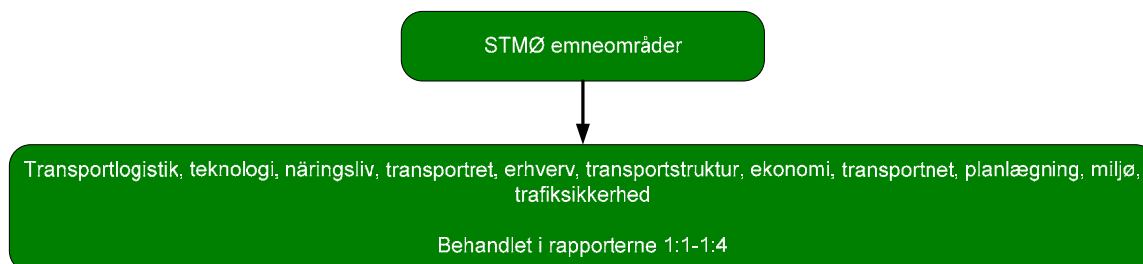 STMØ emneområder
Transportlogistik, teknologi, näringsliv, transportret, erhverv, transportstruktur, ekonomi, transportnet, planlægning, miljø,
trafiksikkerhed
Behandlet i rapporterne 1:1-1:4